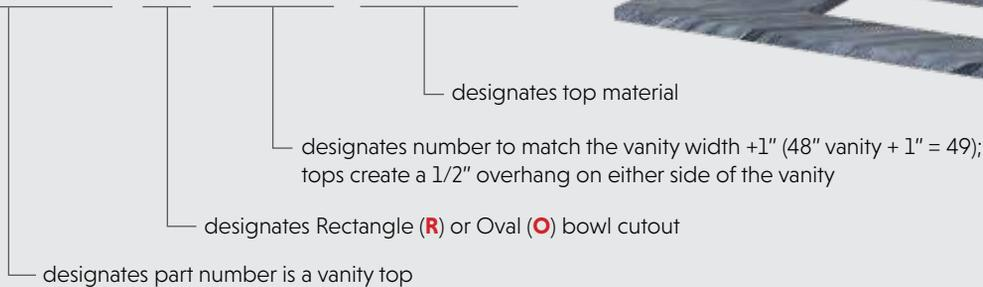 designates top material
designates number to match the vanity width +1" (48" vanity + 1" = 49);
tops create a 1/2" overhang on either side of the vanity
designates Rectangle (R) or Oval (O) bowl cutout
designates part number is a vanity top